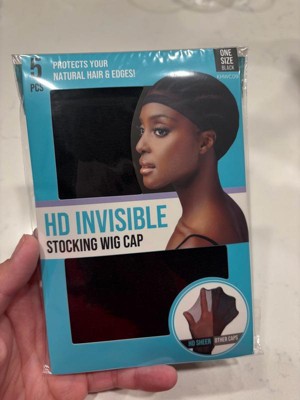 5
PCS
PROTECTS YOUR
NATURAL HAIR & EDGES!
ONE
SIZE
BLACK
HD INVISIBLE
STOCKING WIG CAP
HD SHEER
OTHER CAPS